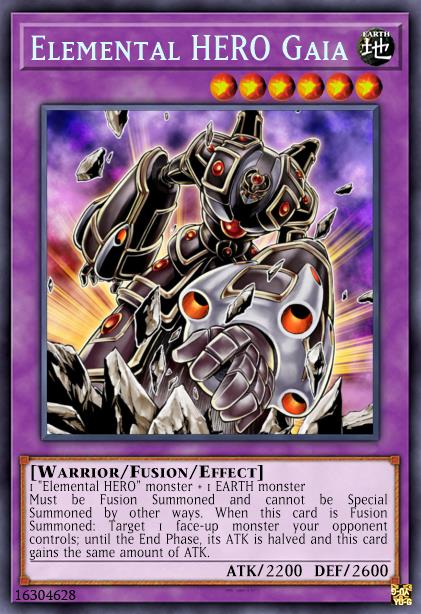 ELEMENTAL HERO GAIA
EARTH
地
[WARRIOR/FUSION/EFFECT]
1 "Elemental HERO" monster + 1 EARTH monster
Must be Fusion Summoned and cannot be Special
Summoned by other ways. When this card is Fusion
Summoned: Target 1 face-up monster your opponent
controls; until the End Phase, its ATK is halved and this card
gains the same amount of ATK.
ATK/2200 DEF/2600
16304628